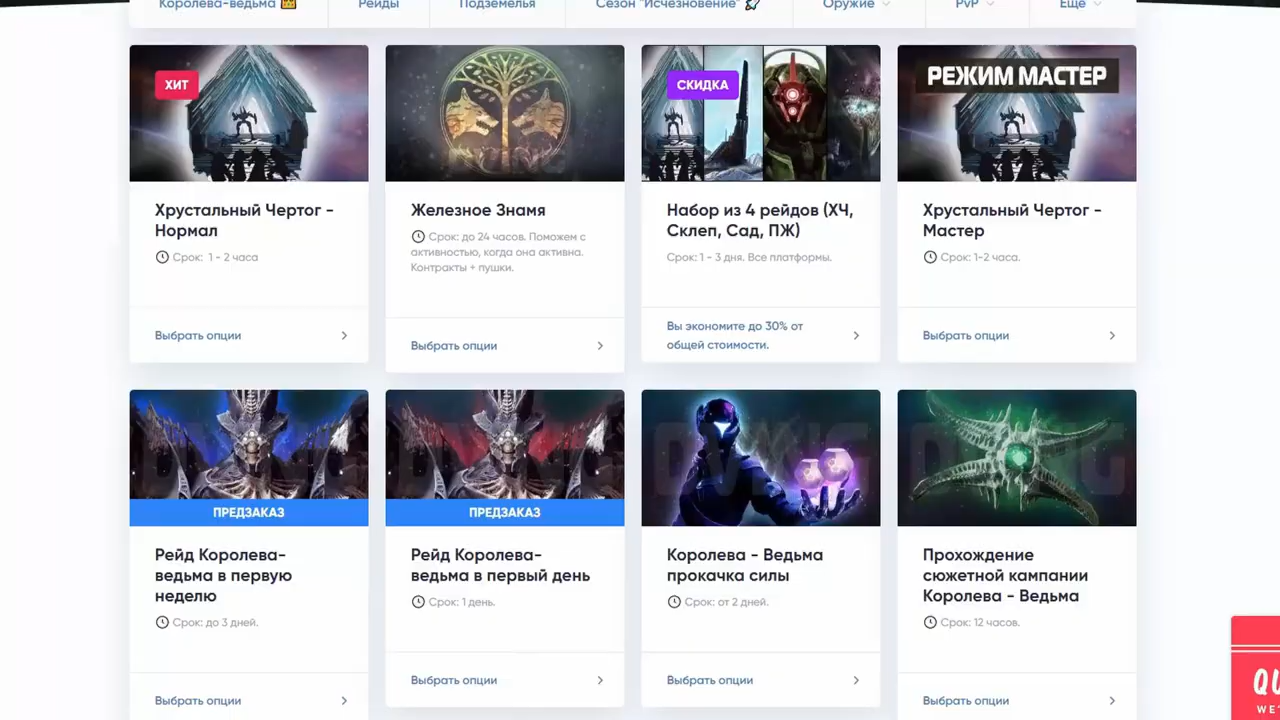 Королева-ведьма
Рейды
Подземелья
Сезон "Исчезновение"
Оружие
PvP
Ещё
ХИТ
СКИДКА
РЕЖИМ МАСТЕР
Хрустальный Чертог -
Нормал
Срок: 1 - 2 часа
Выбрать опции
Железное Знамя
Срок: до 24 часов. Поможем с
активностью, когда она активна.
Контракты + пушки.
Выбрать опции
Набор из 4 рейдов (ХЧ,
Склеп, Сад, ПЖ)
Срок: 1 - 3 дня. Все платформы.
Вы экономите до 30% от
общей стоимости.
Хрустальный Чертог -
Мастер
Срок: 1-2 часа.
Выбрать опции
ПРЕДЗАКАЗ
Рейд Королева-
ведьма в первую
неделю
Срок: до 3 дней.
Выбрать опции
ПРЕДЗАКАЗ
Рейд Королева-
ведьма в первый день
Срок: 1 день.
Выбрать опции
Королева - Ведьма
прокачка силы
Срок: от 2 дней.
Выбрать опции
Прохождение
сюжетной кампании
Королева - Ведьма
Срок: 12 часов.
Выбрать опции